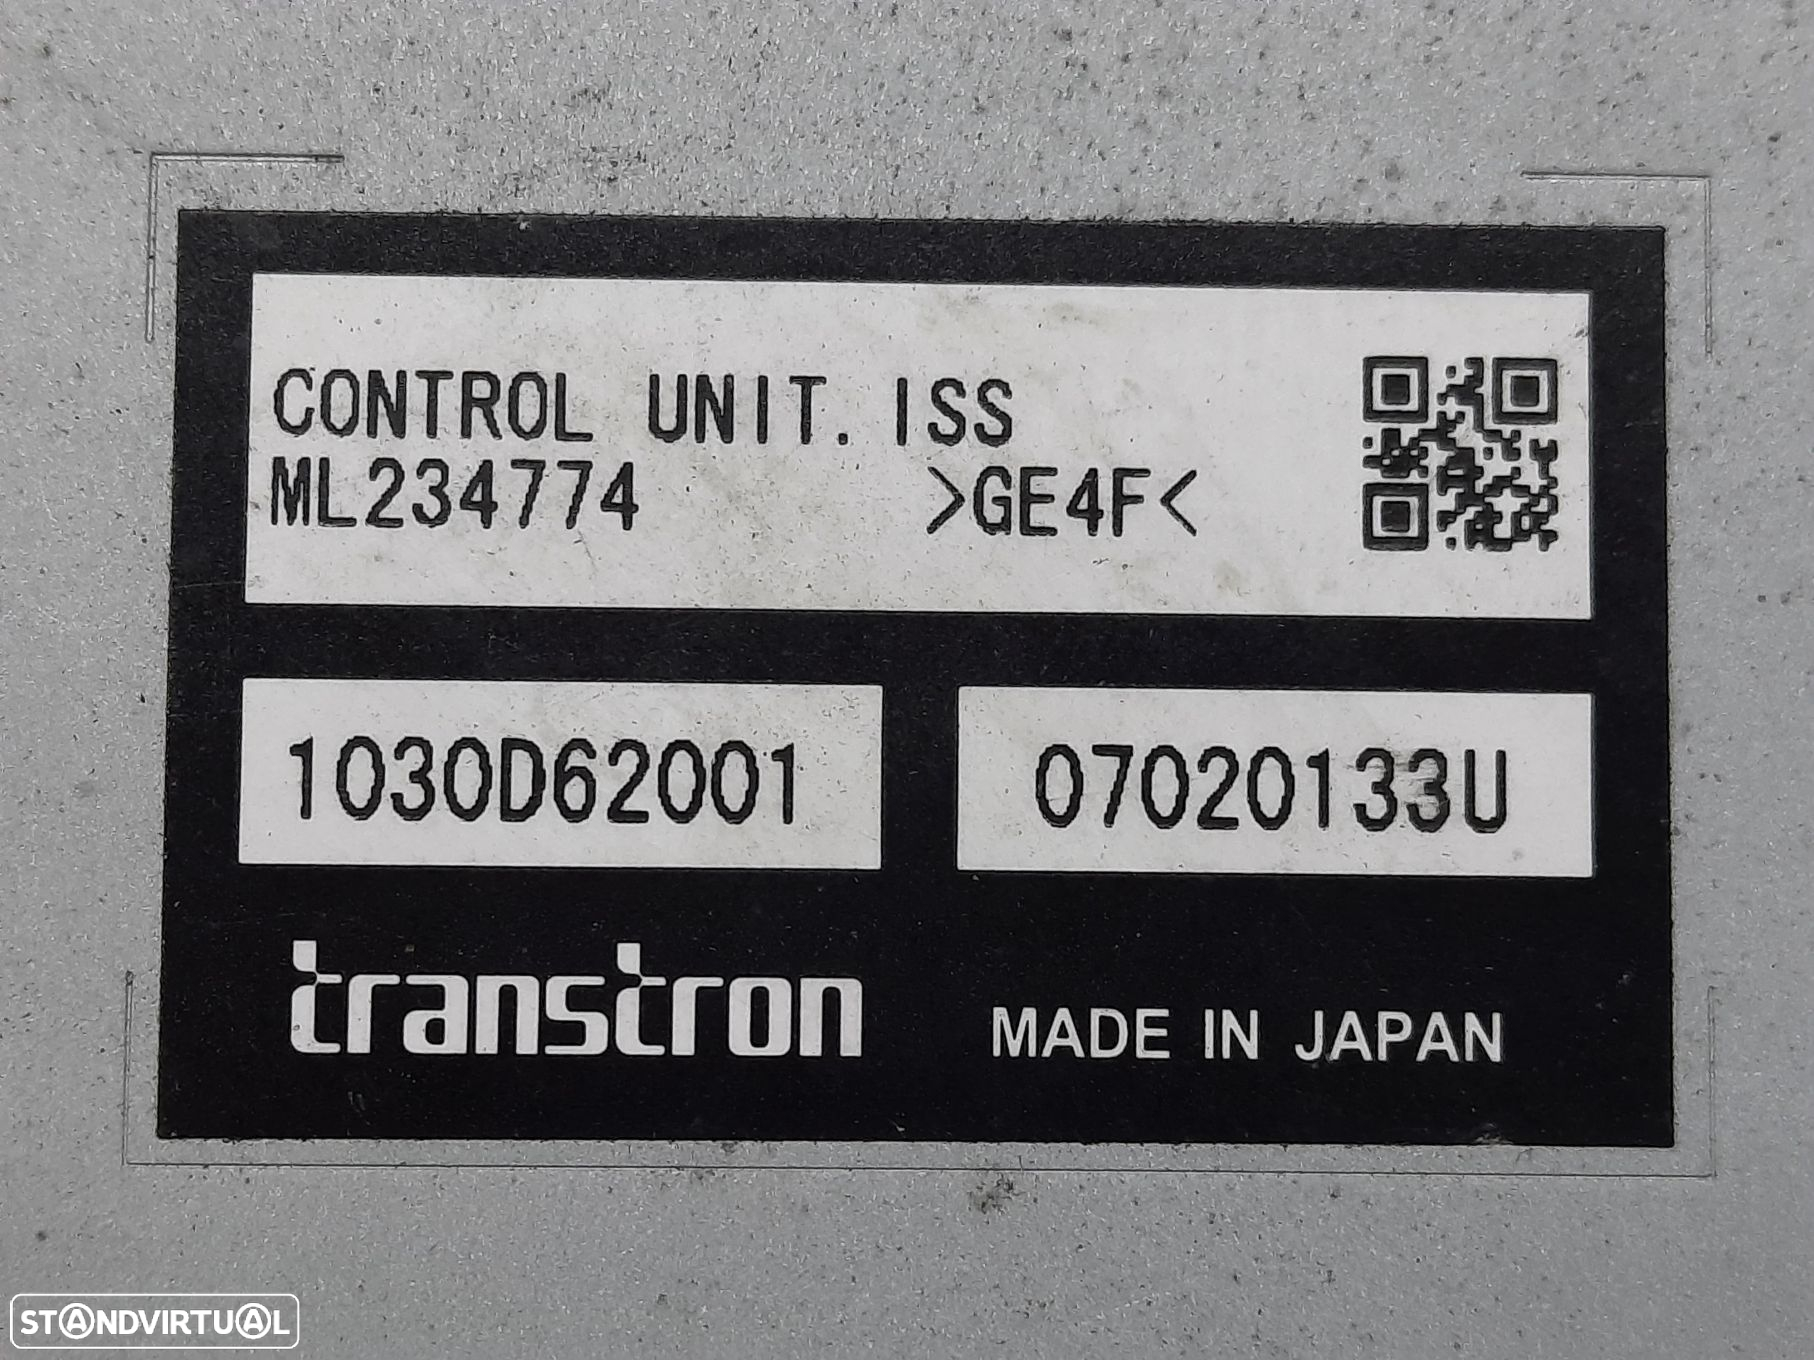 CONTROL UNIT. ISS
ML234774 >GE4F<
1030D62001 07020133U
transtron MADE IN JAPAN
STANDVIRTUAL